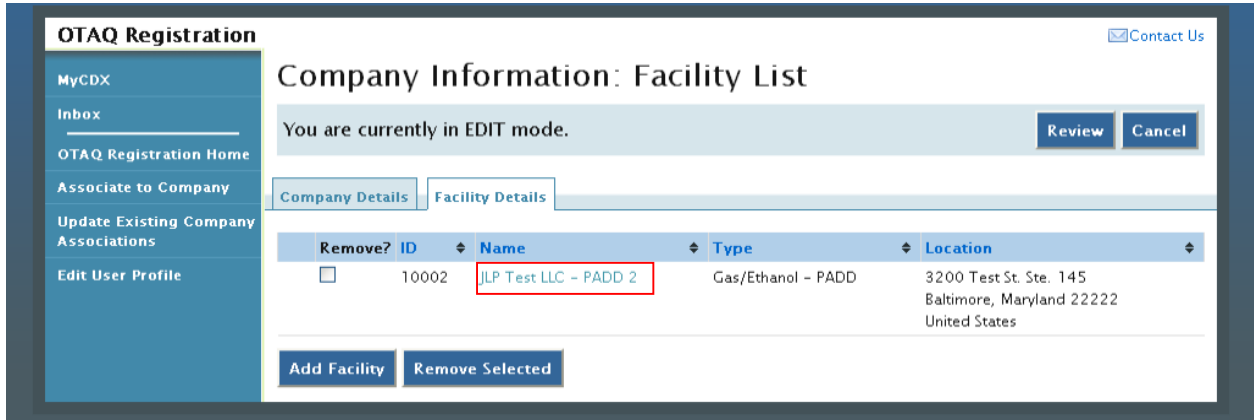 OTAQ Registration
Contact Us
MyCDX
Inbox
OTAQ Registration Home
Associate to Company
Update Existing Company
Associations
Edit User Profile
Company Information: Facility List
You are currently in EDIT mode.
Review Cancel
Company Details Facility Details
Remove? ID Name Type Location
10002 JLP Test LLC – PADD 2 Gas/Ethanol – PADD 3200 Test St. Ste. 145
Baltimore, Maryland 22222
United States
Add Facility Remove Selected